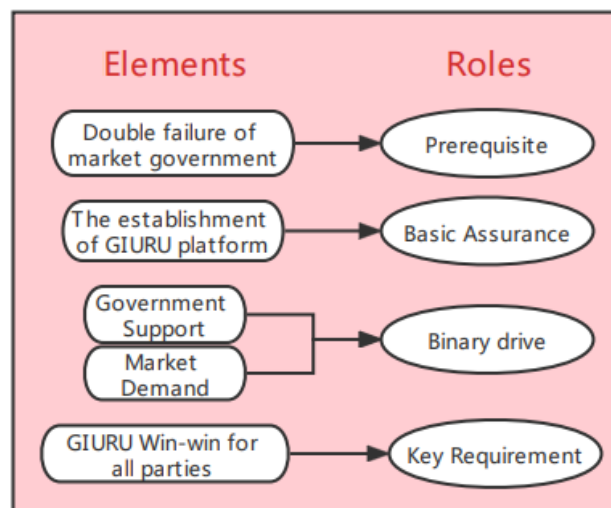 Elements
Roles
Double failure of
market government
Prerequisite
The establishment
of GIURU platform
Basic Assurance
Government
Support
Market
Demand
Binary drive
GIURU Win-win for
all parties
Key Requirement